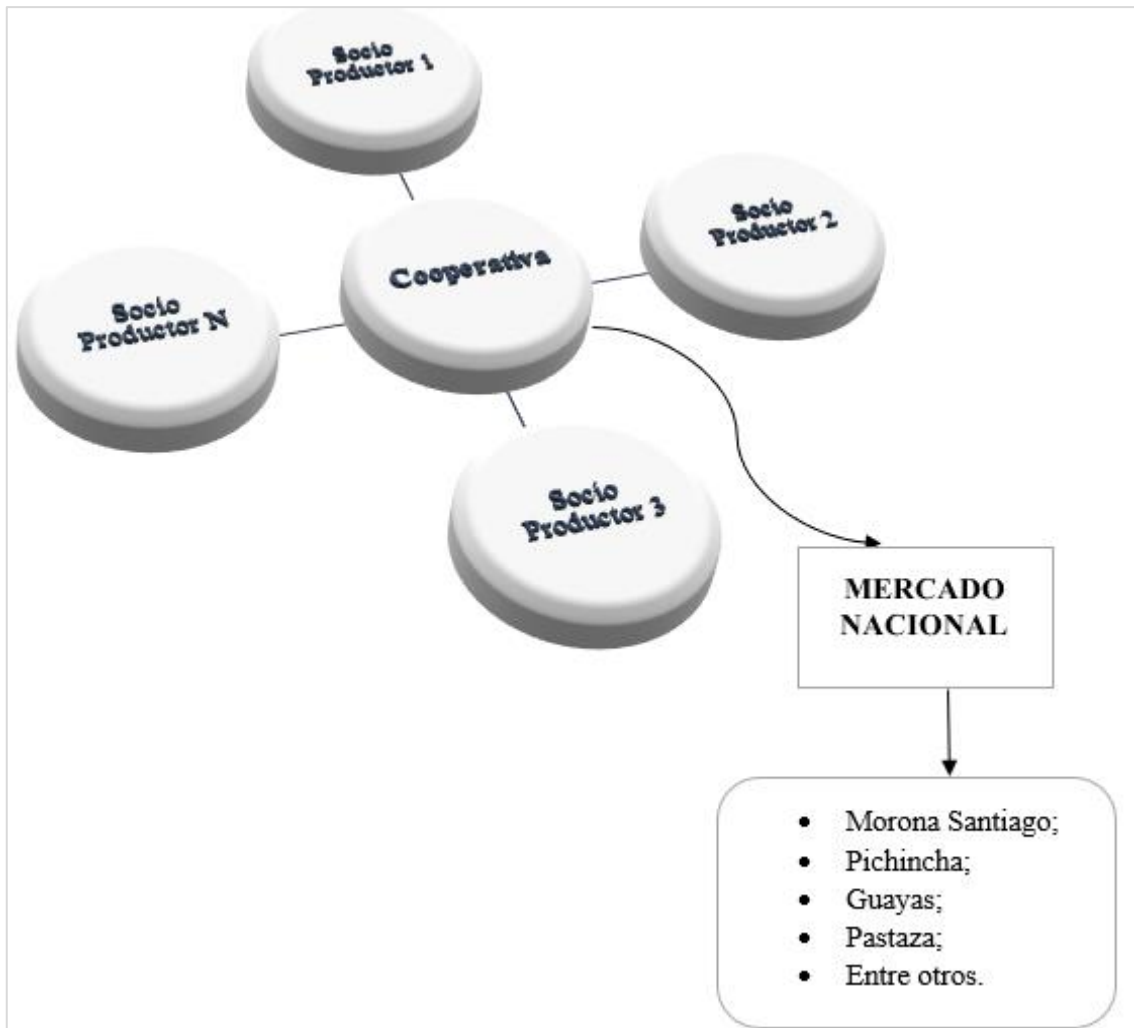 Socio
Productor 1
Socio
Productor 2
Cooperativa
Socio
Productor N
Socio
Productor 3
MERCADO
NACIONAL
• Morona Santiago;
• Pichincha;
• Guayas;
• Pastaza;
• Entre otros.